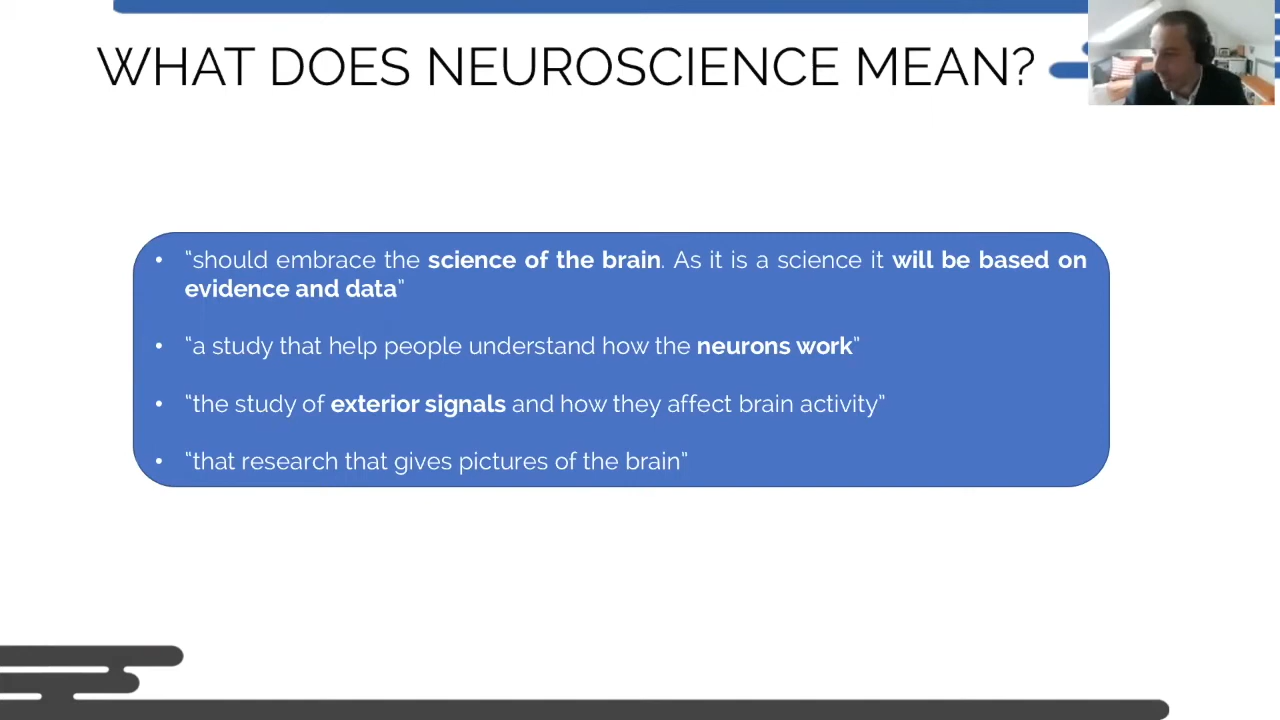 WHAT DOES NEUROSCIENCE MEAN?
• “should embrace the science of the brain. As it is a science it will be based on
evidence and data”
• “a study that help people understand how the neurons work”
• “the study of exterior signals and how they affect brain activity”
• “that research that gives pictures of the brain”